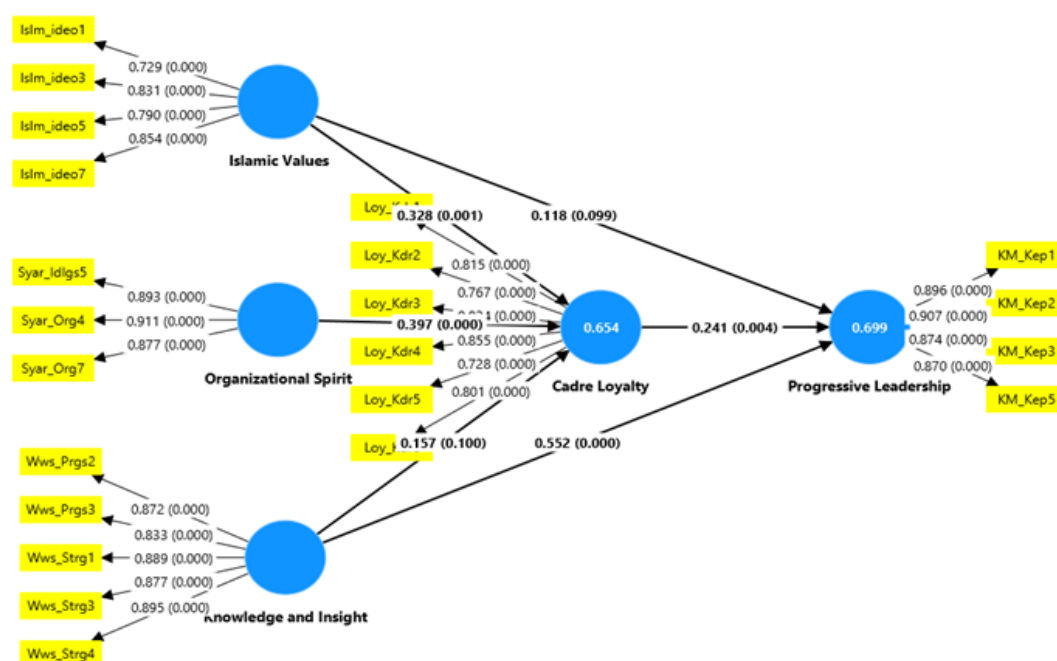 Islm_ideo1
0.729 (0.000)
Islm_ideo3
0.831 (0.000)
Islm_ideo5
0.790 (0.000)
Islm_ideo7
0.854 (0.000)
Islamic Values
0.328 (0.001)
0.118 (0.099)
Syar_Idlgs5
0.893 (0.000)
Syar_Org4
0.911 (0.000)
Syar_Org7
0.877 (0.000)
Organizational Spirit
0.397 (0.000)
Loy_Kdr2
Loy_Kdr3
Loy_Kdr4
Loy_Kdr5
0.815 (0.000)
0.767 (0.000)
0.855 (0.000)
0.728 (0.000)
0.801 (0.000)
0.654
Cadre Loyalty
0.241 (0.004)
0.699
Progressive Leadership
KM_Kep1
0.896 (0.000)
KM_Kep2
0.907 (0.000)
KM_Kep3
0.874 (0.000)
KM_Kep5
0.870 (0.000)
0.157 (0.100)
0.552 (0.000)
Wws_Prgs2
0.872 (0.000)
Wws_Prgs3
0.833 (0.000)
Wws_Strg1
0.889 (0.000)
Wws_Strg3
0.877 (0.000)
Wws_Strg4
0.895 (0.000)
Knowledge and Insight